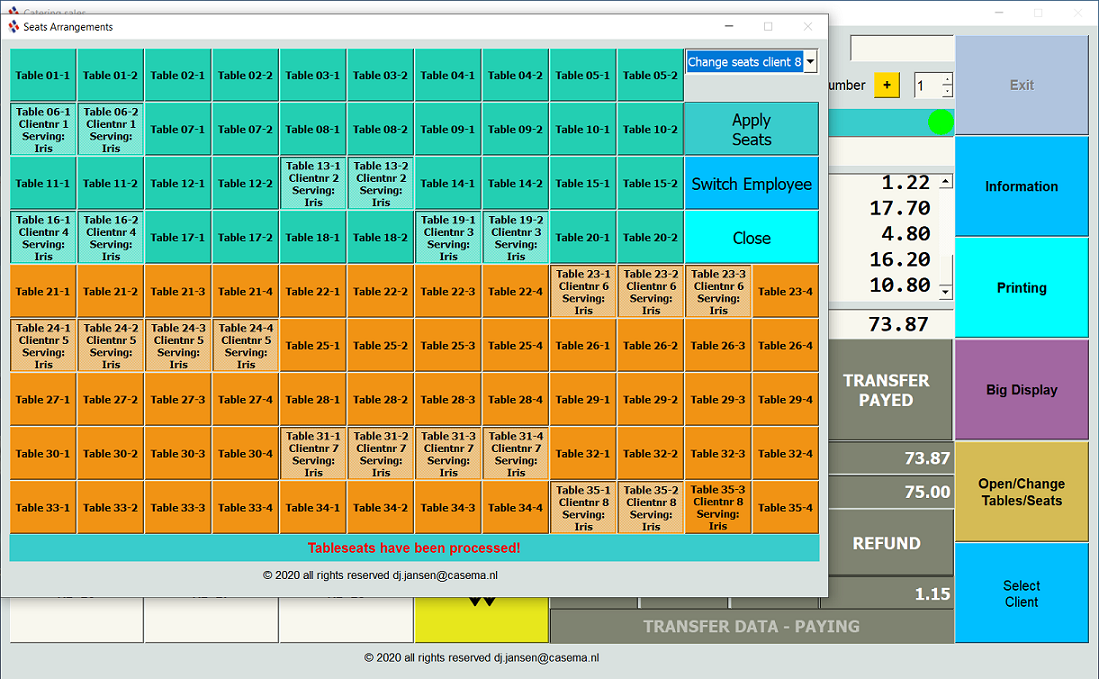 Catering sales
Seats Arrangements
Table 01-1 Table 01-2 Table 02-1 Table 02-2 Table 03-1 Table 03-2 Table 04-1 Table 04-2 Table 05-1 Table 05-2 Change seats client 8
Table 06-1 Clientnr 1 Serving: Iris Table 06-2 Clientnr 1 Serving: Iris Table 07-1 Table 07-2 Table 08-1 Table 08-2 Table 09-1 Table 09-2 Table 10-1 Table 10-2 Apply Seats
Table 11-1 Table 11-2 Table 12-1 Table 12-2 Table 13-1 Clientnr 2 Serving: Iris Table 13-2 Clientnr 2 Serving: Iris Table 14-1 Table 14-2 Table 15-1 Table 15-2 Switch Employee
Table 16-1 Clientnr 4 Serving: Iris Table 16-2 Clientnr 4 Serving: Iris Table 17-1 Table 17-2 Table 18-1 Table 18-2 Table 19-1 Clientnr 3 Serving: Iris Table 19-2 Clientnr 3 Serving: Iris Table 20-1 Table 20-2 Close
Table 21-1 Table 21-2 Table 21-3 Table 21-4 Table 22-1 Table 22-2 Table 22-3 Table 22-4 Table 23-1 Clientnr 6 Serving: Iris Table 23-2 Clientnr 6 Serving: Iris Table 23-3 Clientnr 6 Serving: Iris Table 23-4
Table 24-1 Clientnr 5 Serving: Iris Table 24-2 Clientnr 5 Serving: Iris Table 24-3 Clientnr 5 Serving: Iris Table 24-4 Clientnr 5 Serving: Iris Table 25-1 Table 25-2 Table 25-3 Table 25-4 Table 26-1 Table 26-2 Table 26-3 Table 26-4
Table 27-1 Table 27-2 Table 27-3 Table 27-4 Table 28-1 Table 28-2 Table 28-3 Table 28-4 Table 29-1 Table 29-2 Table 29-3 Table 29-4
Table 30-1 Table 30-2 Table 30-3 Table 30-4 Table 31-1 Clientnr 7 Serving: Iris Table 31-2 Clientnr 7 Serving: Iris Table 31-3 Clientnr 7 Serving: Iris Table 31-4 Clientnr 7 Serving: Iris Table 32-1 Table 32-2 Table 32-3 Table 32-4
Table 33-1 Table 33-2 Table 33-3 Table 33-4 Table 34-1 Table 34-2 Table 34-3 Table 34-4 Table 35-1 Clientnr 8 Serving: Iris Table 35-2 Clientnr 8 Serving: Iris Table 35-3 Clientnr 8 Serving: Iris Table 35-4
Tableseats have been processed!
© 2020 all rights reserved dj.jansen@casema.nl
umber + 1
1.22
17.70
4.80
16.20
10.80
73.87
TRANSFER
PAYED
73.87
75.00
REFUND
1.15
TRANSFER DATA - PAYING
Exit
Information
Printing
Big Display
Open/Change
Tables/Seats
Select
Client
© 2020 all rights reserved dj.jansen@casema.nl